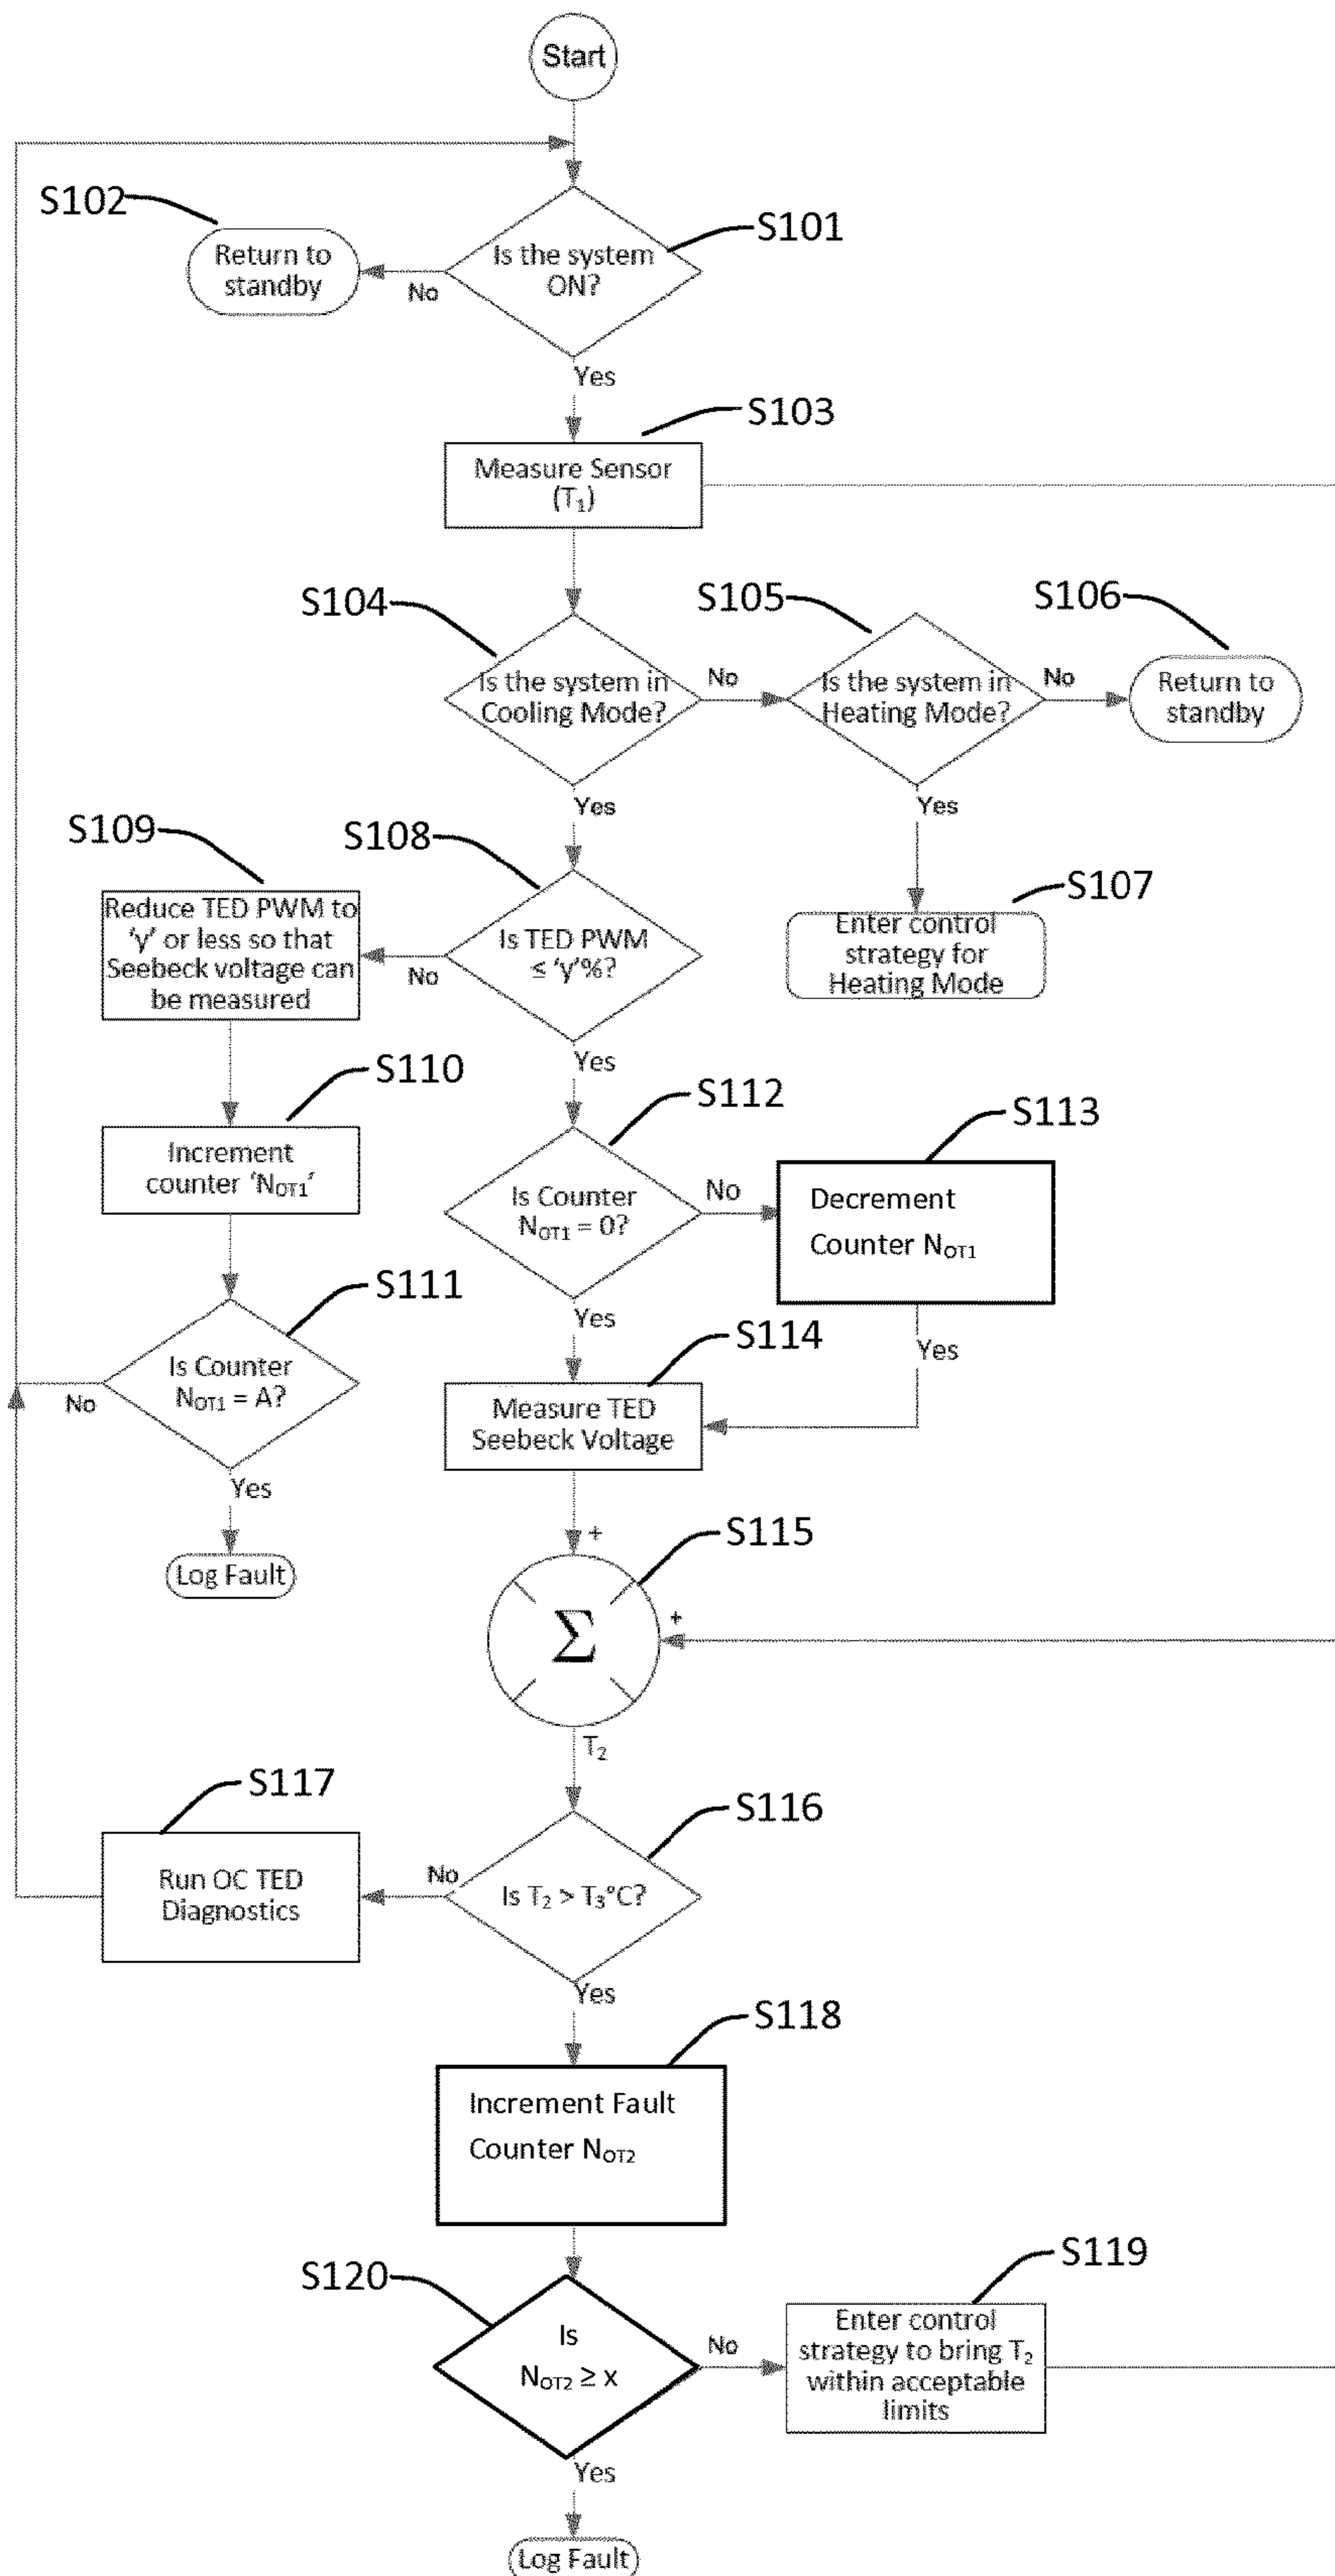 Start
S102
S101
Return to
standby
No
Is the system
ON?
Yes
S103
Measure Sensor
(T₁)
S104
S105
S106
Is the system in
Cooling Mode?
No
Is the system in
Heating Mode?
No
Return to
standby
Yes
Yes
S109
S108
S107
Reduce TED PWM to
‘y’ or less so that
Seebeck voltage can
be measured
No
Is TED PWM
≤ ‘y’%?
Enter control
strategy for
Heating Mode
Yes
S110
S112
S113
Increment
counter ‘N_OT1’
Is Counter
N_OT1 = 0?
No
Decrement
Counter N_OT1
S111
Yes
S114
Yes
Is Counter
N_OT1 = A?
No
Measure TED
Seebeck Voltage
Yes
Log Fault
+
S115
Σ
+
T₂
S117
S116
Run OC TED
Diagnostics
No
Is T₂ > T₃°C?
Yes
S118
Increment Fault
Counter N_OT2
S120
S119
Is
N_OT2 ≥ x
No
Enter control
strategy to bring T₂
within acceptable
limits
Yes
Log Fault